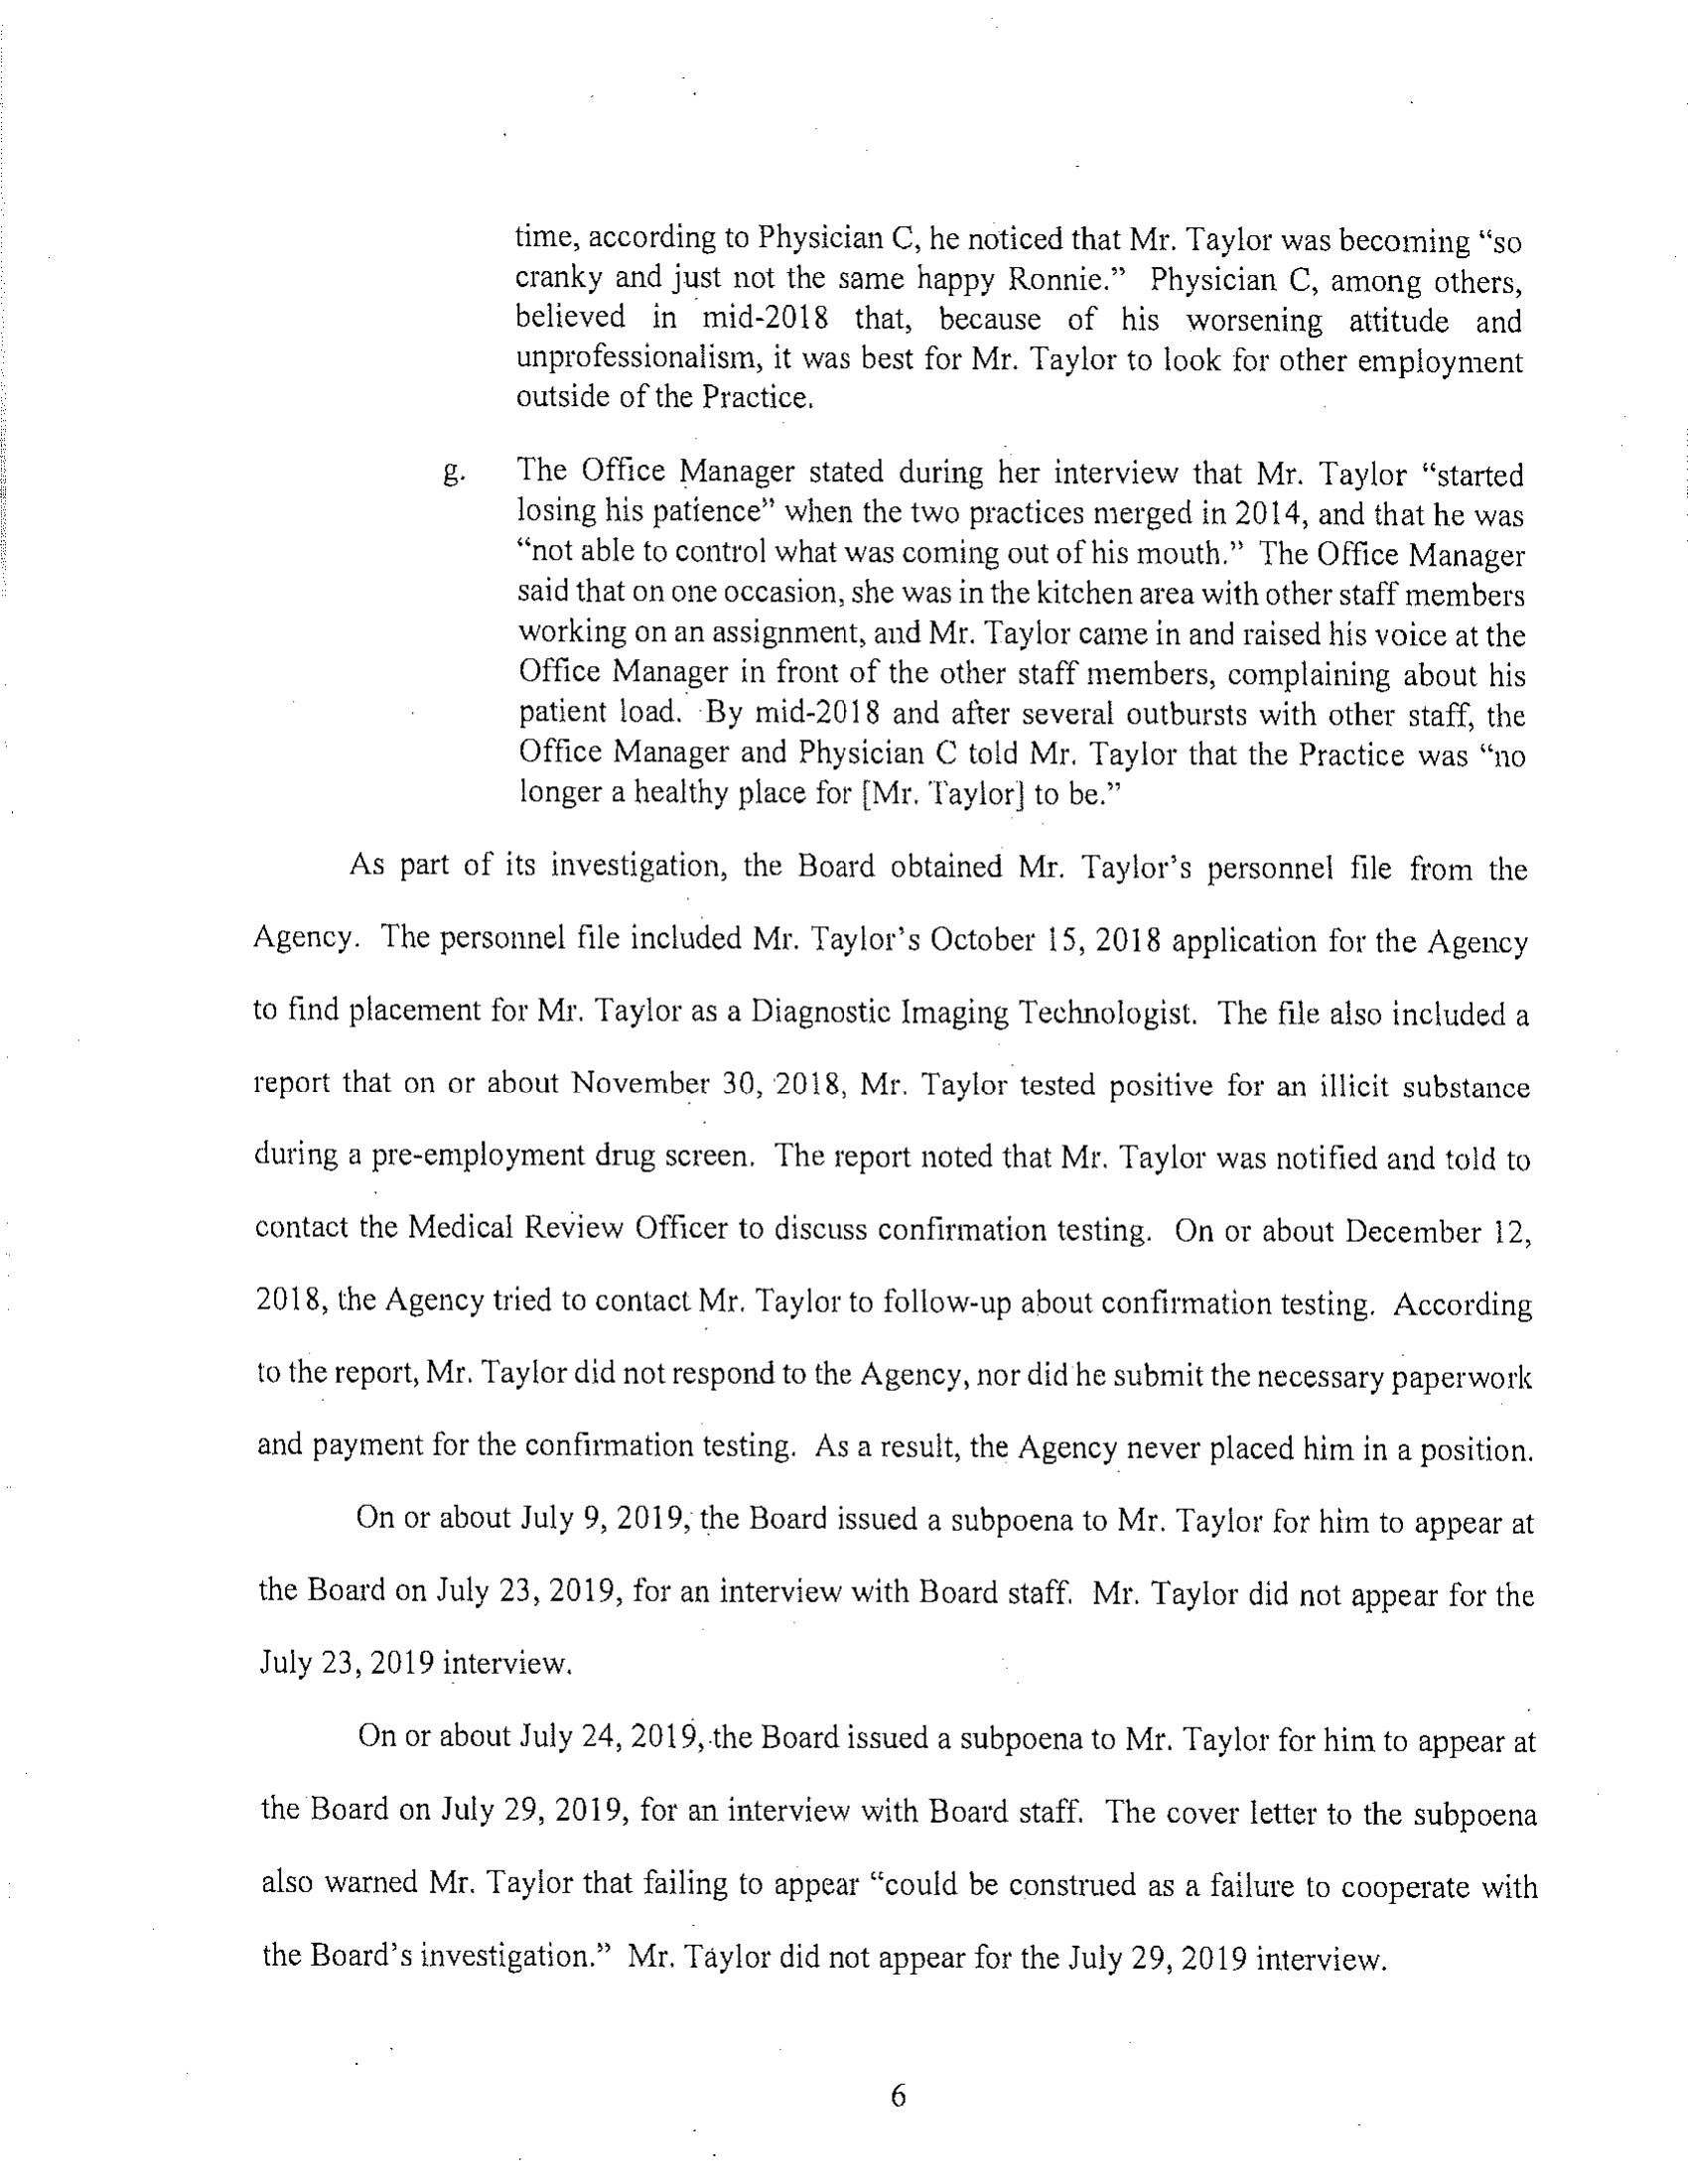 time, according to Physician C, he noticed that Mr. Taylor was becoming “so
cranky and just not the same happy Ronnie.” Physician C, among others,
believed in mid-2018 that, because of his worsening attitude and
unprofessionalism, it was best for Mr. Taylor to look for other employment
outside of the Practice.
g. The Office Manager stated during her interview that Mr. Taylor “started
losing his patience” when the two practices merged in 2014, and that he was
“not able to control what was coming out of his mouth.” The Office Manager
said that on one occasion, she was in the kitchen area with other staff members
working on an assignment, and Mr. Taylor came in and raised his voice at the
Office Manager in front of the other staff members, complaining about his
patient load. By mid-2018 and after several outbursts with other staff, the
Office Manager and Physician C told Mr. Taylor that the Practice was “no
longer a healthy place for [Mr. Taylor] to be.”
As part of its investigation, the Board obtained Mr. Taylor’s personnel file from the
Agency. The personnel file included Mr. Taylor’s October 15, 2018 application for the Agency
to find placement for Mr. Taylor as a Diagnostic Imaging Technologist. The file also included a
report that on or about November 30, 2018, Mr. Taylor tested positive for an illicit substance
during a pre-employment drug screen. The report noted that Mr. Taylor was notified and told to
contact the Medical Review Officer to discuss confirmation testing. On or about December 12,
2018, the Agency tried to contact Mr. Taylor to follow-up about confirmation testing. According
to the report, Mr. Taylor did not respond to the Agency, nor did he submit the necessary paperwork
and payment for the confirmation testing. As a result, the Agency never placed him in a position.
On or about July 9, 2019, the Board issued a subpoena to Mr. Taylor for him to appear at
the Board on July 23, 2019, for an interview with Board staff. Mr. Taylor did not appear for the
July 23, 2019 interview.
On or about July 24, 2019, the Board issued a subpoena to Mr. Taylor for him to appear at
the Board on July 29, 2019, for an interview with Board staff. The cover letter to the subpoena
also warned Mr. Taylor that failing to appear “could be construed as a failure to cooperate with
the Board’s investigation.” Mr. Taylor did not appear for the July 29, 2019 interview.
6